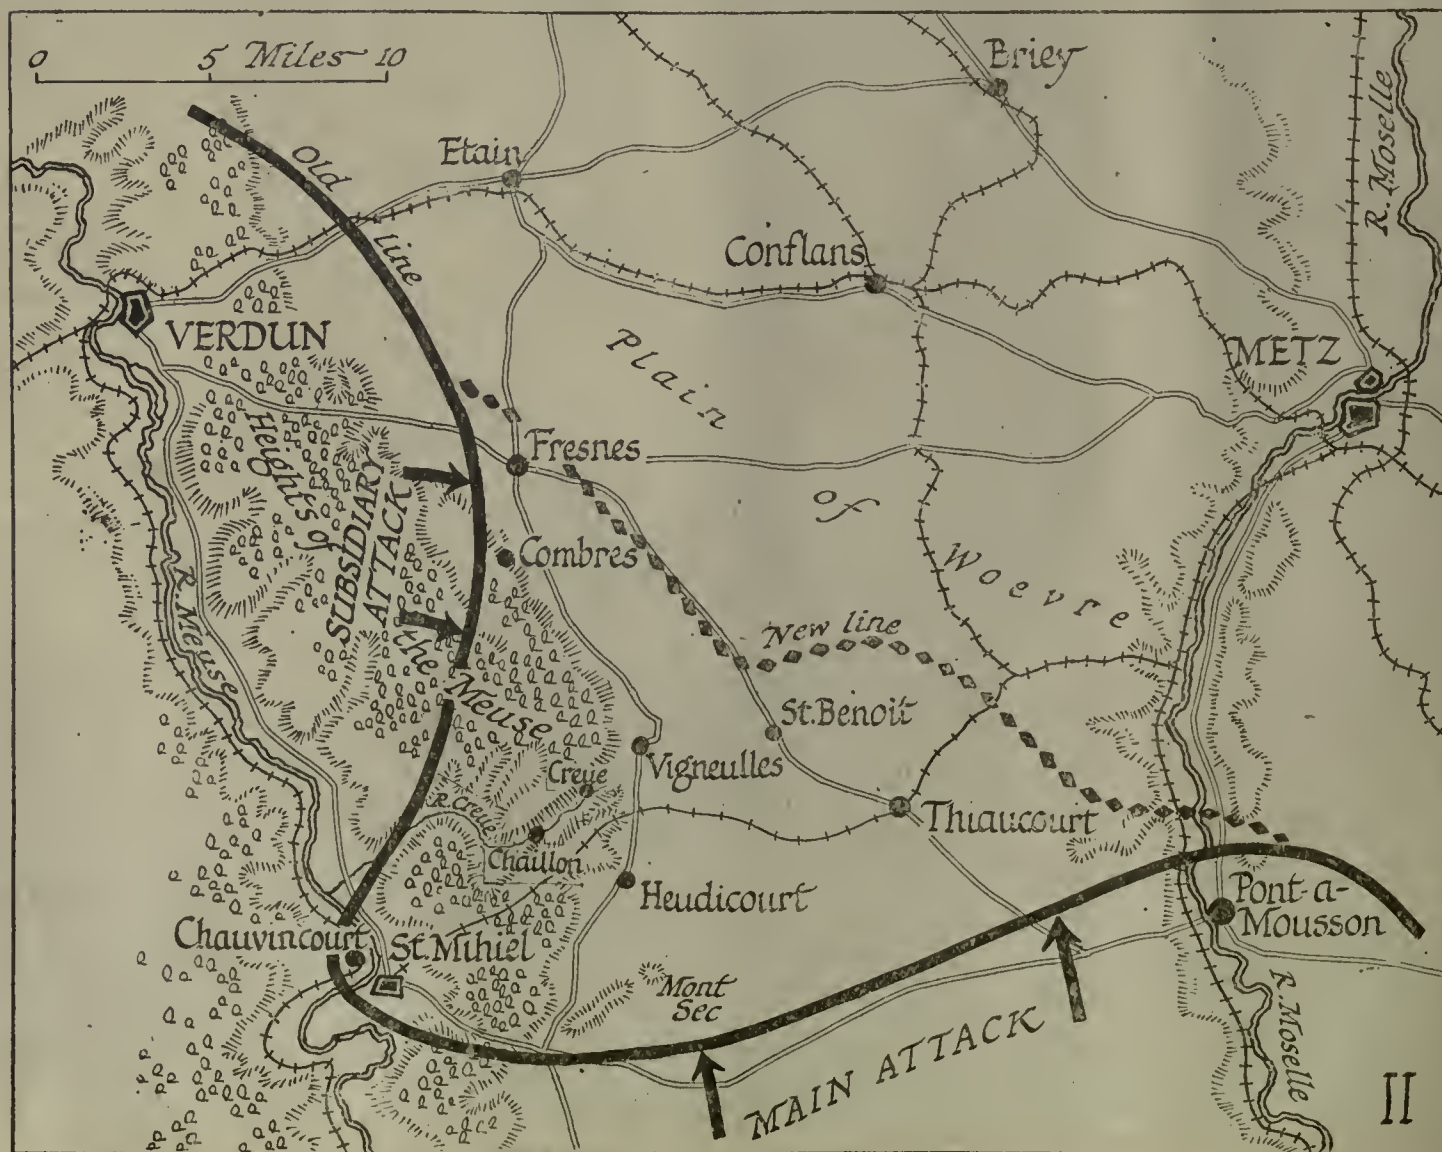 0 5 Miles 10
Briey
R. Moselle
Etain
Old line
Conflans
VERDUN
Plain
of
Woevre
METZ
Fresnes
Heights of
the Meuse
SUBSIDIARY
ATTACK
Combres
R. Meuse
New line
St. Benoit
Vigneulles
Creue
R. Creue
Chaillon
Thiaucourt
Heudicourt
Pont-a-
Mousson
Chauvincourt
St. Mihiel
Mont
Sec
MAIN ATTACK
R. Moselle
II